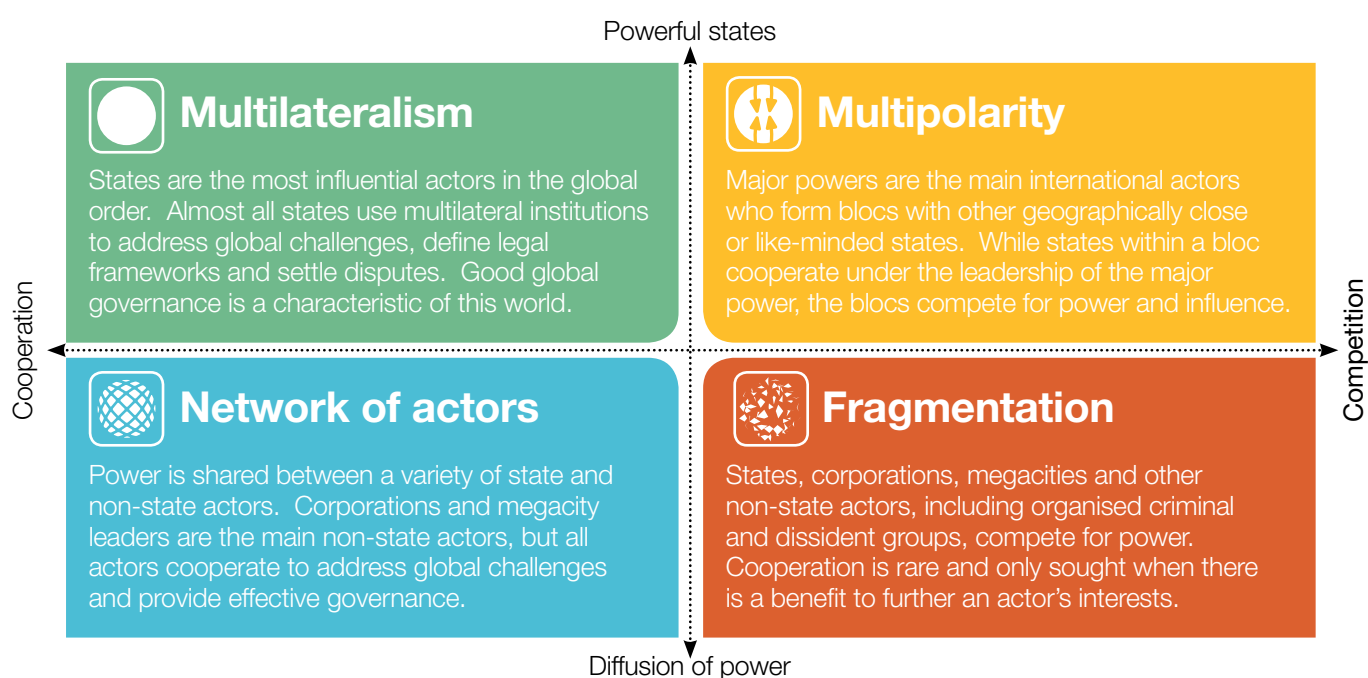 Powerful states
Multilateralism
States are the most influential actors in the global
order.  Almost all states use multilateral institutions
to address global challenges, define legal
frameworks and settle disputes.  Good global
governance is a characteristic of this world.
Multipolarity
Major powers are the main international actors
who form blocs with other geographically close
or like-minded states.  While states within a bloc
cooperate under the leadership of the major
power, the blocs compete for power and influence.
Cooperation
Competition
Network of actors
Power is shared between a variety of state and
non-state actors.  Corporations and megacity
leaders are the main non-state actors, but all
actors cooperate to address global challenges
and provide effective governance.
Fragmentation
States, corporations, megacities and other
non-state actors, including organised criminal
and dissident groups, compete for power.
Cooperation is rare and only sought when there
is a benefit to further an actor’s interests.
Diffusion of power